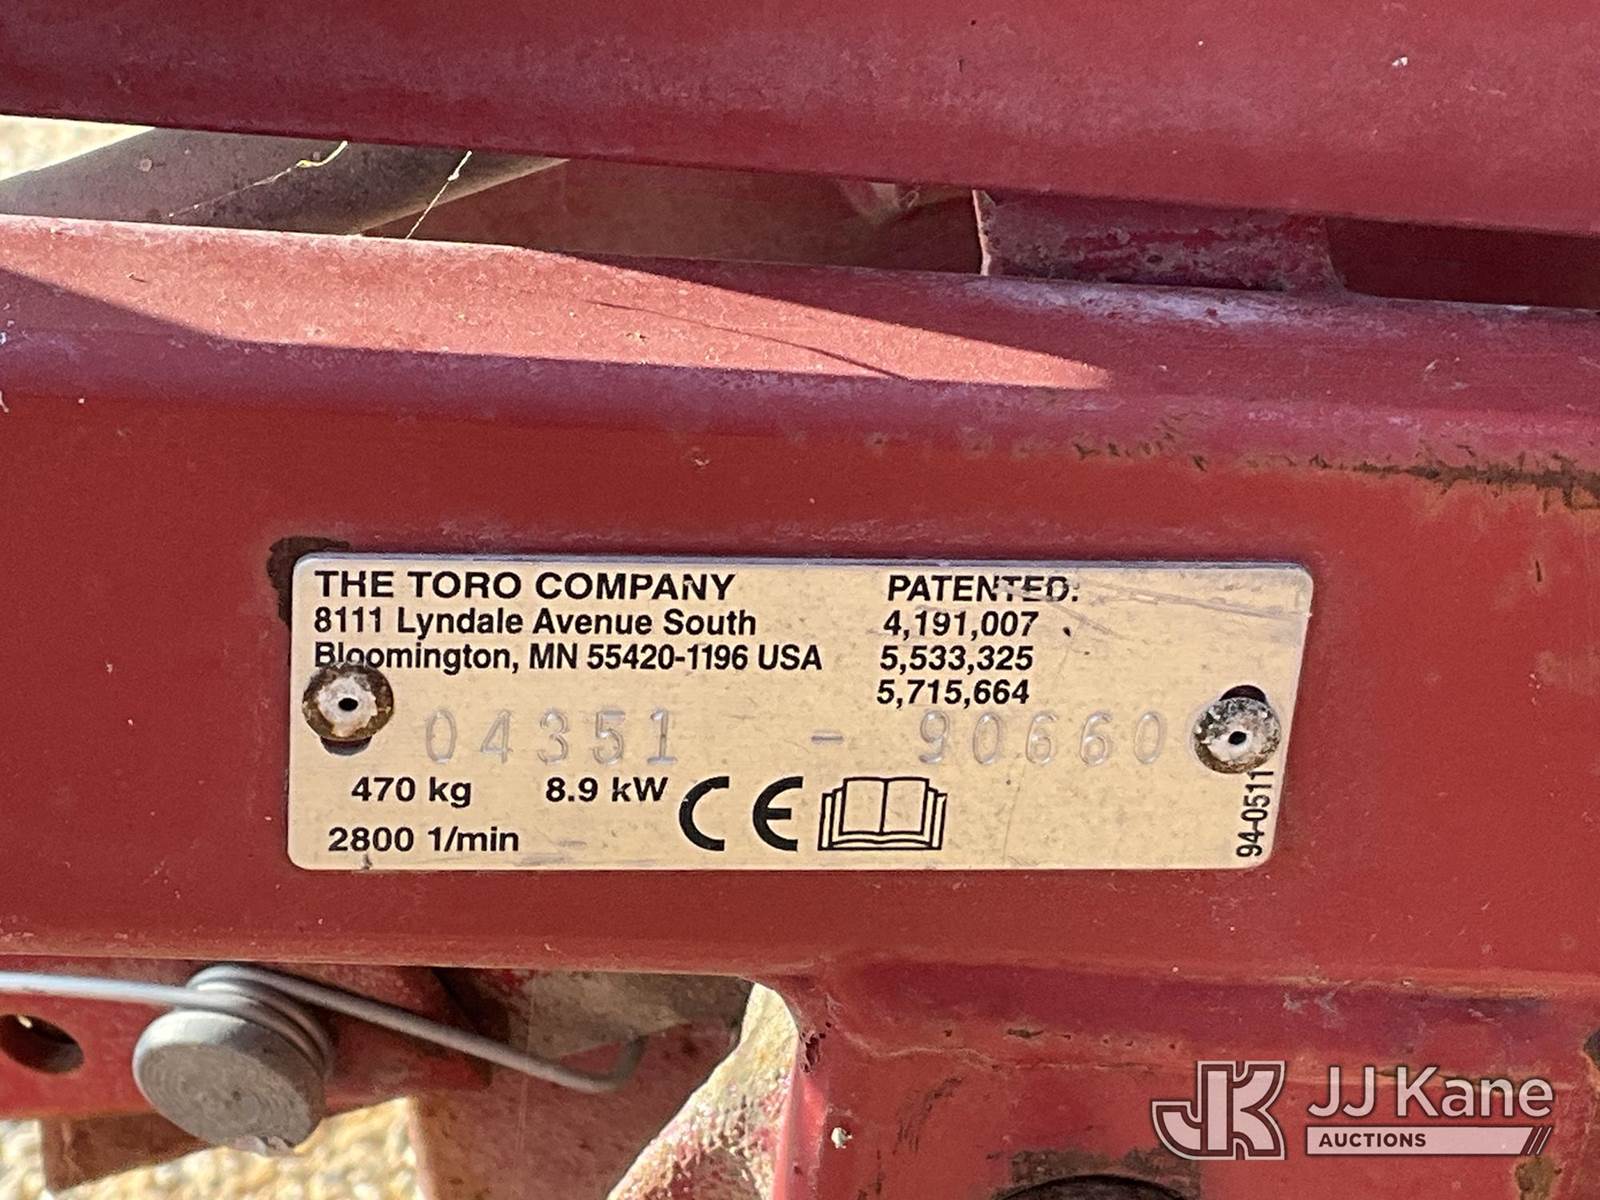 THE TORO COMPANY
8111 Lyndale Avenue South
Bloomington, MN 55420-1196 USA
PATENTED:
4,191,007
5,533,325
5,715,664
04351 - 90660
470 kg 8.9 kW CE
2800 1/min
94-0511
JK JJ Kane
AUCTIONS